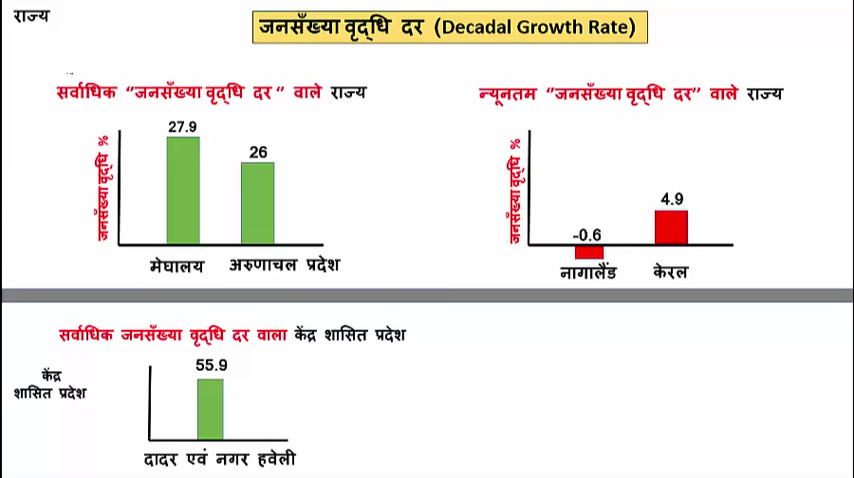 राज्य
जनसँख्या वृद्धि दर (Decadal Growth Rate)
सर्वाधिक “जनसँख्या वृद्धि दर “ वाले राज्य
जनसँख्या वृद्धि %
27.9
26
मेघालय
अरुणाचल प्रदेश
न्यूनतम “जनसँख्या वृद्धि दर” वाले राज्य
जनसँख्या वृद्धि %
-0.6
4.9
नागालैंड
केरल
सर्वाधिक जनसँख्या वृद्धि दर वाला केंद्र शासित प्रदेश
केंद्र
शासित प्रदेश
55.9
दादर एवं नगर हवेली